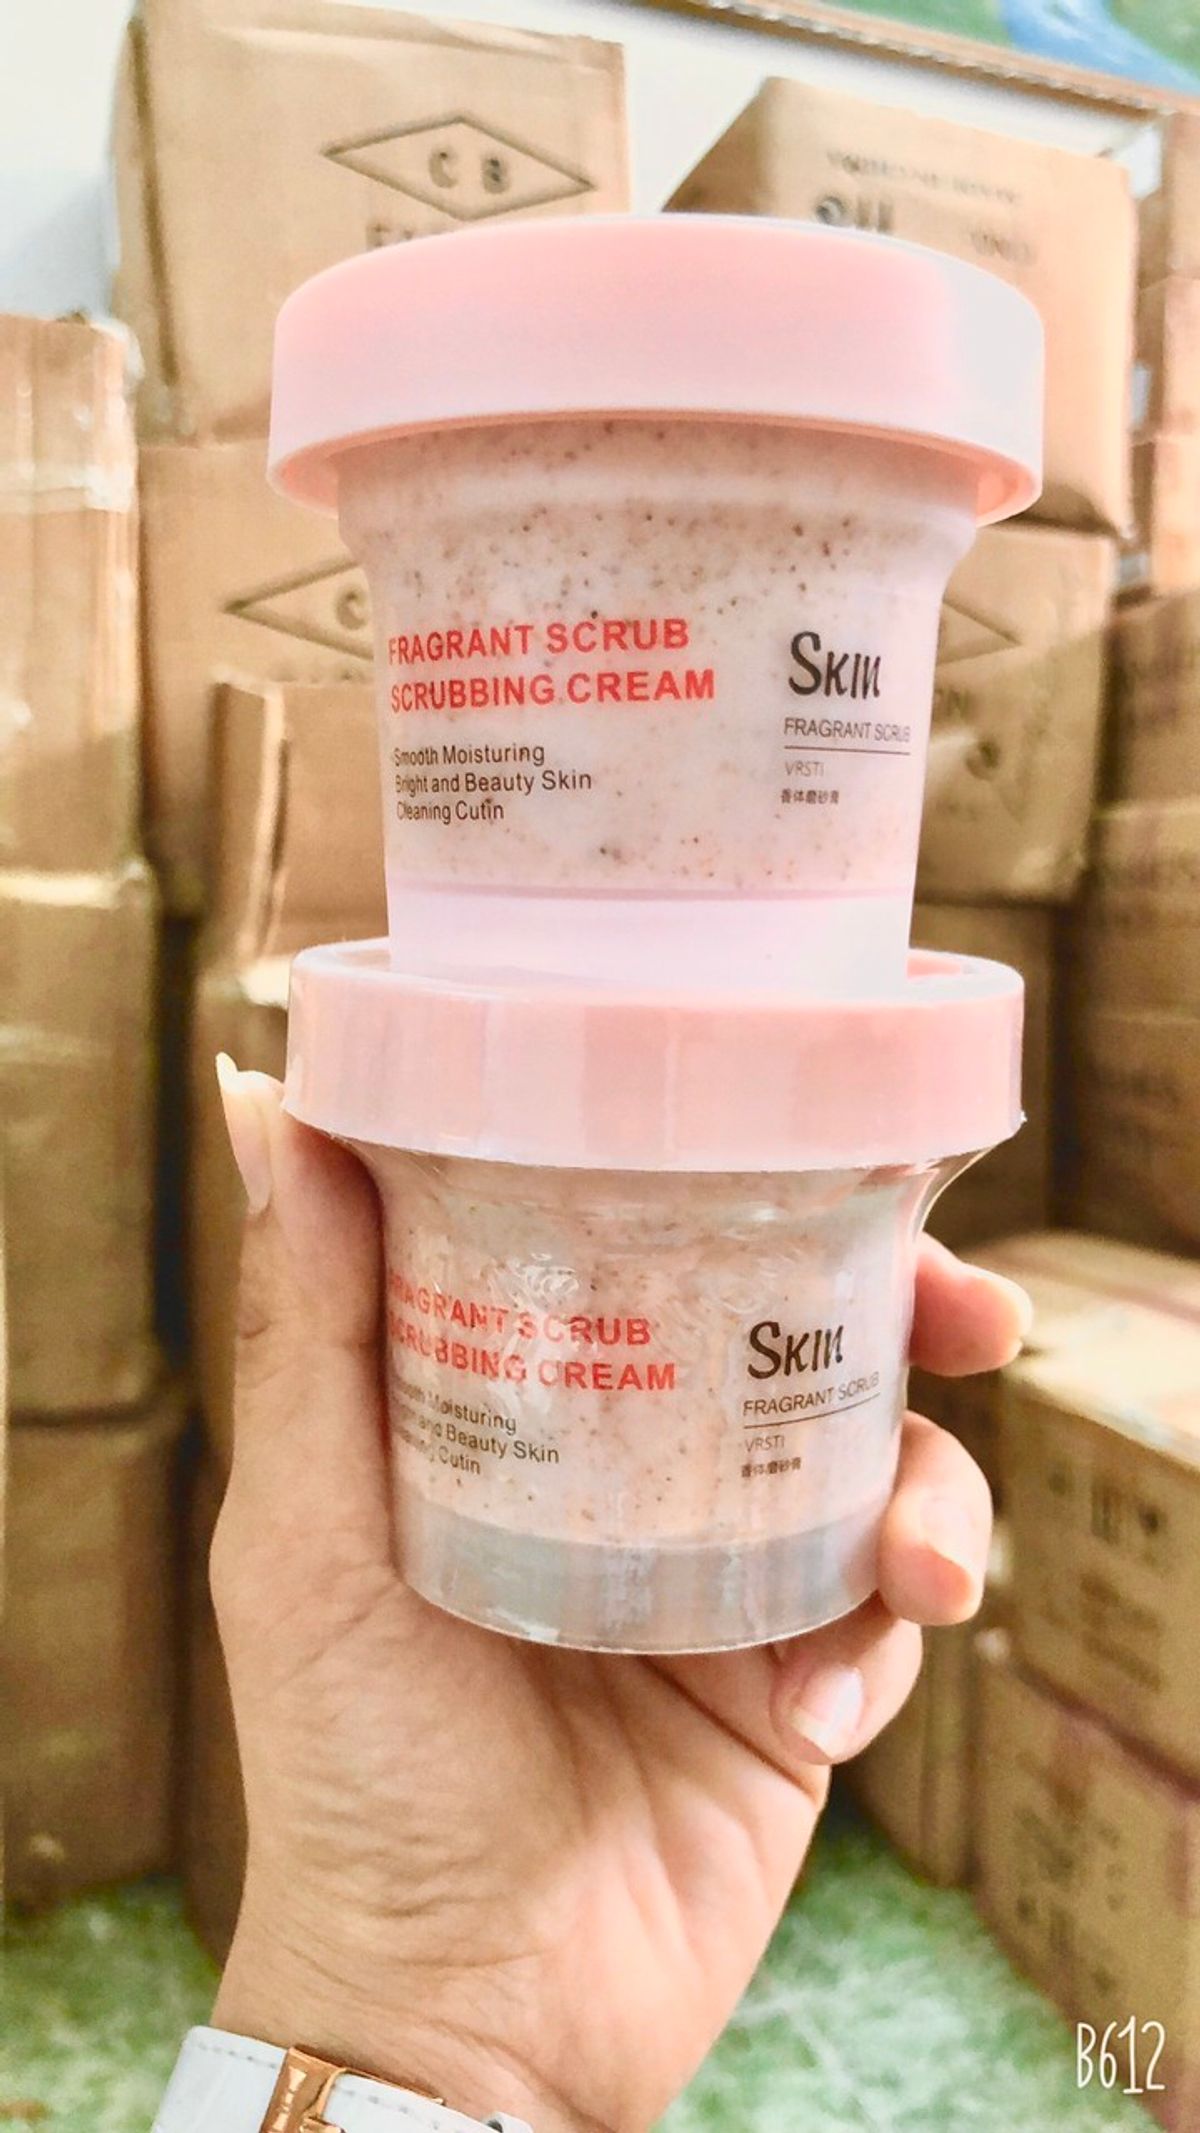 C B
FRAGRANT SCRUB
SCRUBBING CREAM
Smooth Moisturing
Bright and Beauty Skin
Cleaning Cutin
SKIN
FRAGRANT SCRUB
VRSTI
香体磨砂膏
FRAGRANT SCRUB
SCRUBBING CREAM
Smooth Moisturing
and Beauty Skin
Cutin
SKIN
FRAGRANT SCRUB
VRSTI
香体磨砂膏
B612